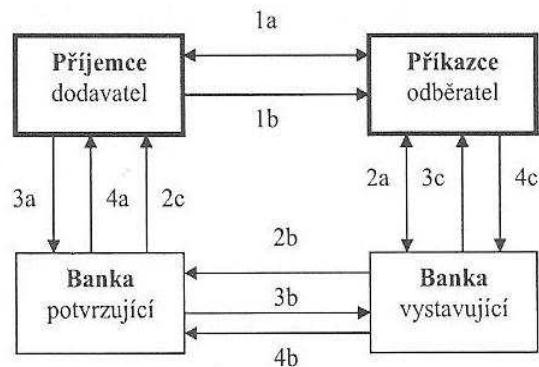 1a
Příjemce
dodavatel
Příkazce
odběratel
1b
3a
4a
2c
2a
3c
4c
2b
Banka
potvrzující
Banka
vystavující
3b
4b